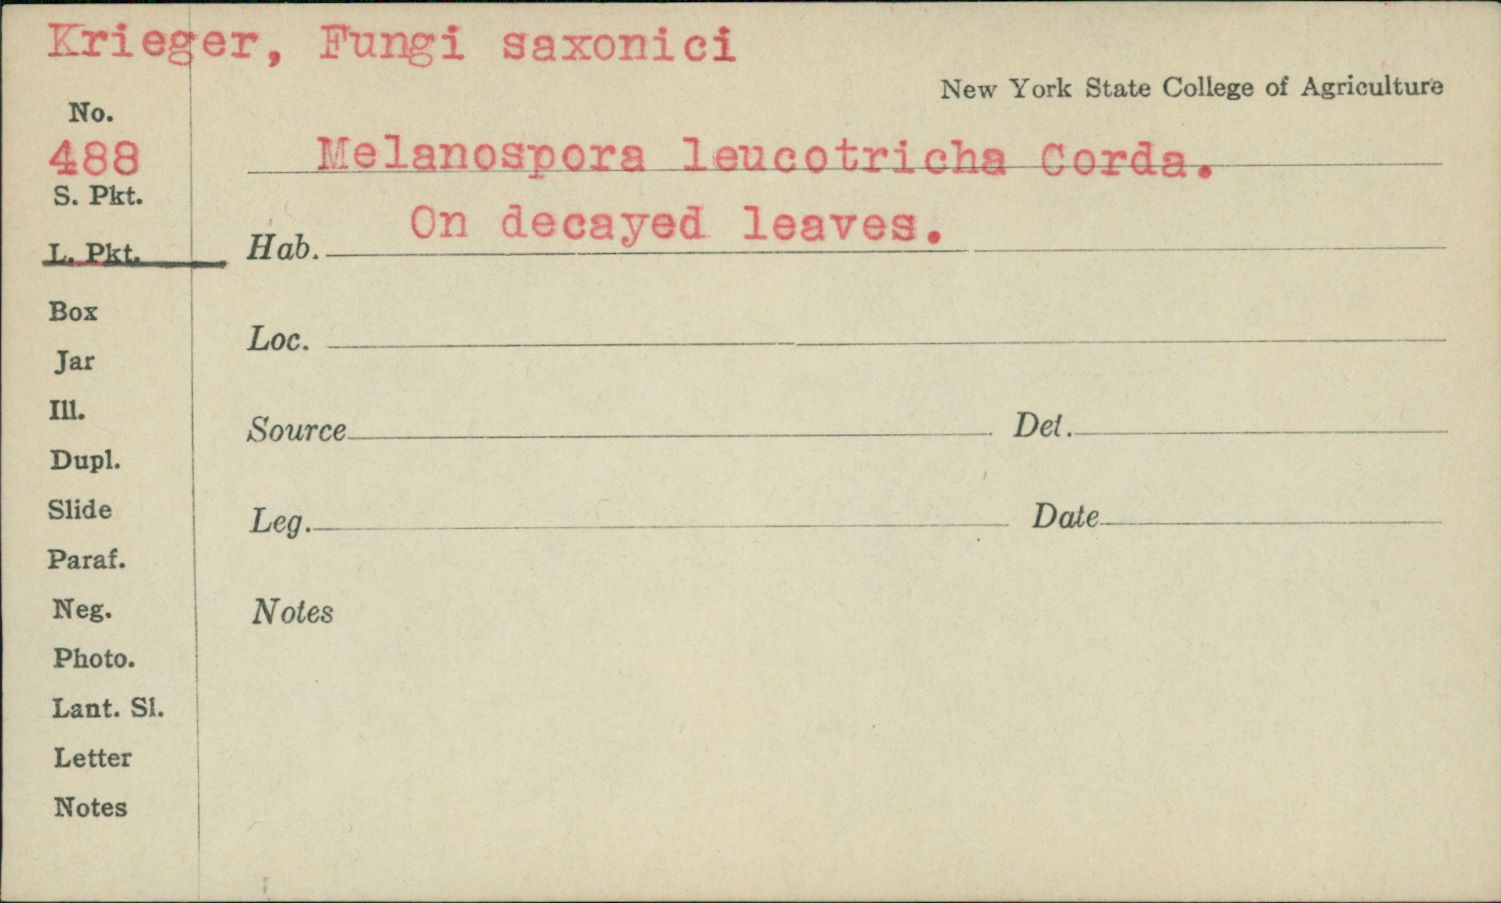 Krieger, Fungi saxonici
New York State College of Agriculture
No.
488
Melanospora leucotricha Corda.
S. Pkt.
On decayed leaves.
L. Pkt.
Hab.
Box
Loc.
Jar
Ill.
Source
Det.
Dupl.
Slide
Leg.
Date
Paraf.
Neg.
Notes
Photo.
Lant. Sl.
Letter
Notes